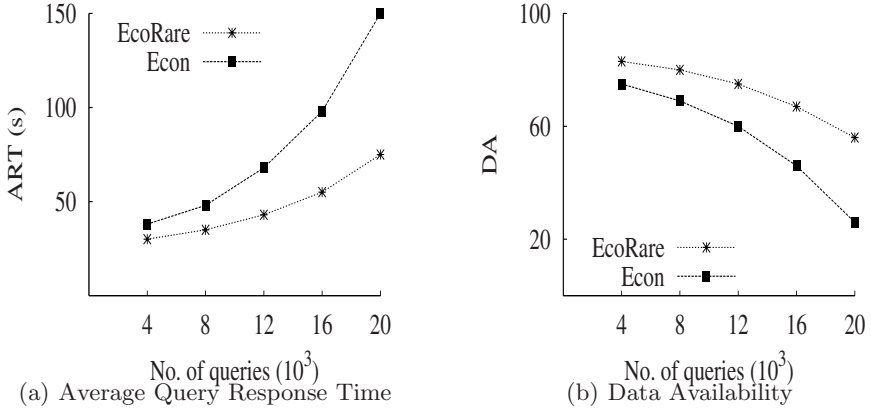 150
100
50
ART (s)
EcoRare
Econ
4 8 12 16 20
No. of queries (10^3)
(a) Average Query Response Time
100
60
20
DA
EcoRare
Econ
4 8 12 16 20
No. of queries (10^3)
(b) Data Availability